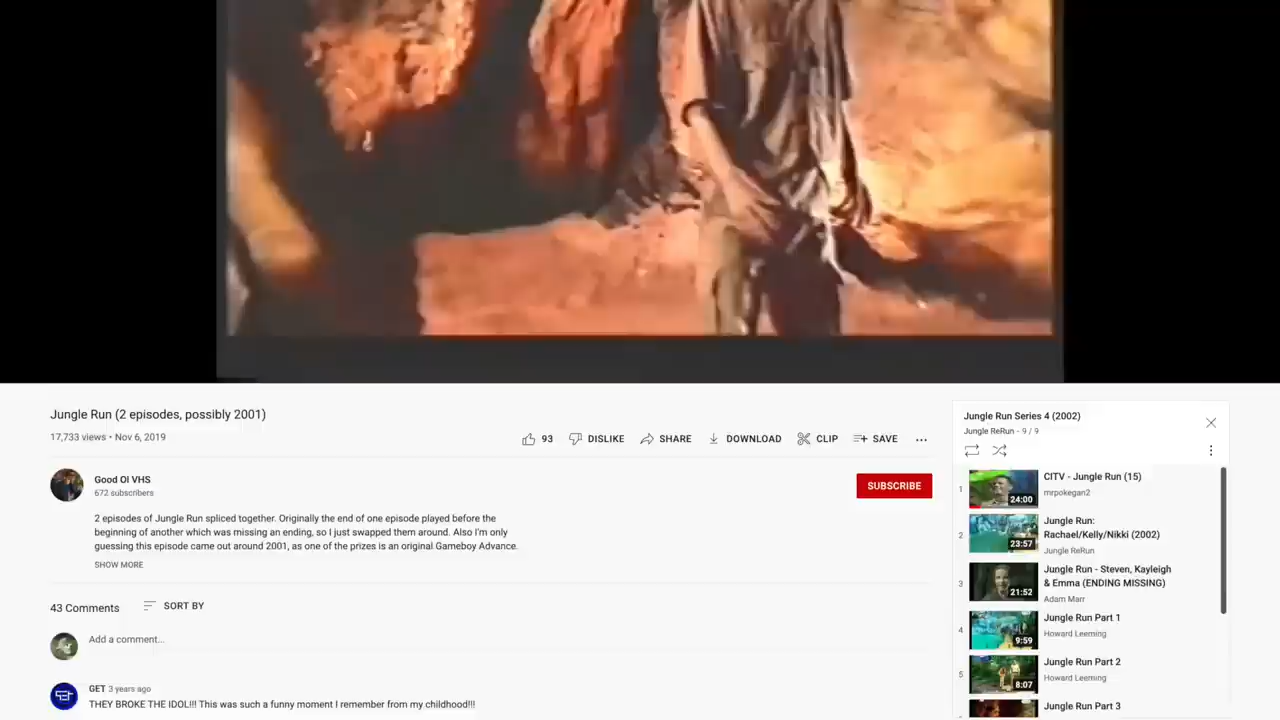 Jungle Run (2 episodes, possibly 2001)
17,733 views • Nov 6, 2019
93
DISLIKE
SHARE
DOWNLOAD
CLIP
SAVE
Good Ol VHS
672 subscribers
SUBSCRIBE
2 episodes of Jungle Run spliced together. Originally the end of one episode played before the
beginning of another which was missing an ending, so I just swapped them around. Also I'm only
guessing this episode came out around 2001, as one of the prizes is an original Gameboy Advance.
SHOW MORE
43 Comments
SORT BY
Add a comment...
GET 3 years ago
THEY BROKE THE IDOL!!! This was such a funny moment I remember from my childhood!!!
Jungle Run Series 4 (2002)
Jungle ReRun - 9 / 9
1
24:00
CITV - Jungle Run (15)
mrpokegan2
2
23:57
Jungle Run:
Rachael/Kelly/Nikki (2002)
Jungle ReRun
3
21:52
Jungle Run - Steven, Kayleigh
& Emma (ENDING MISSING)
Adam Marr
4
9:59
Jungle Run Part 1
Howard Leeming
5
8:07
Jungle Run Part 2
Howard Leeming
Jungle Run Part 3